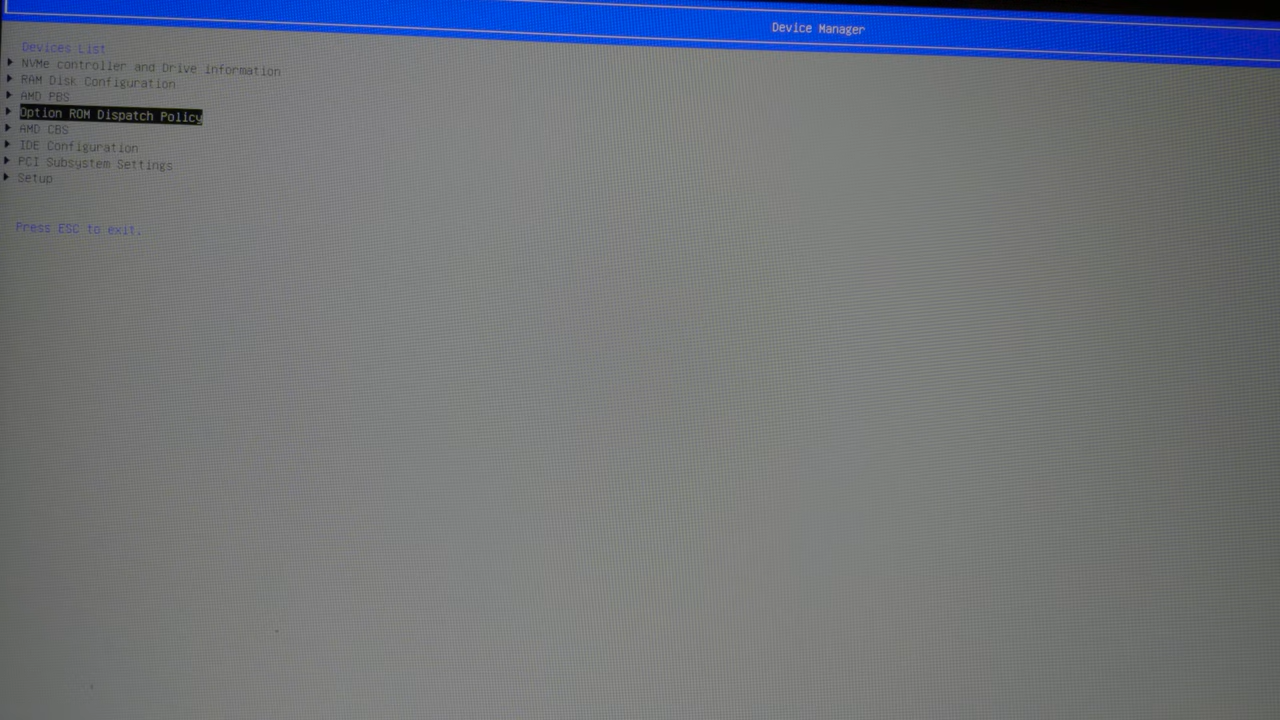 Device Manager
Devices List
NVMe controller and Drive information
RAM Disk Configuration
AMD PBS
Option ROM Dispatch Policy
AMD CBS
IDE Configuration
PCI Subsystem Settings
Setup
Press ESC to exit.